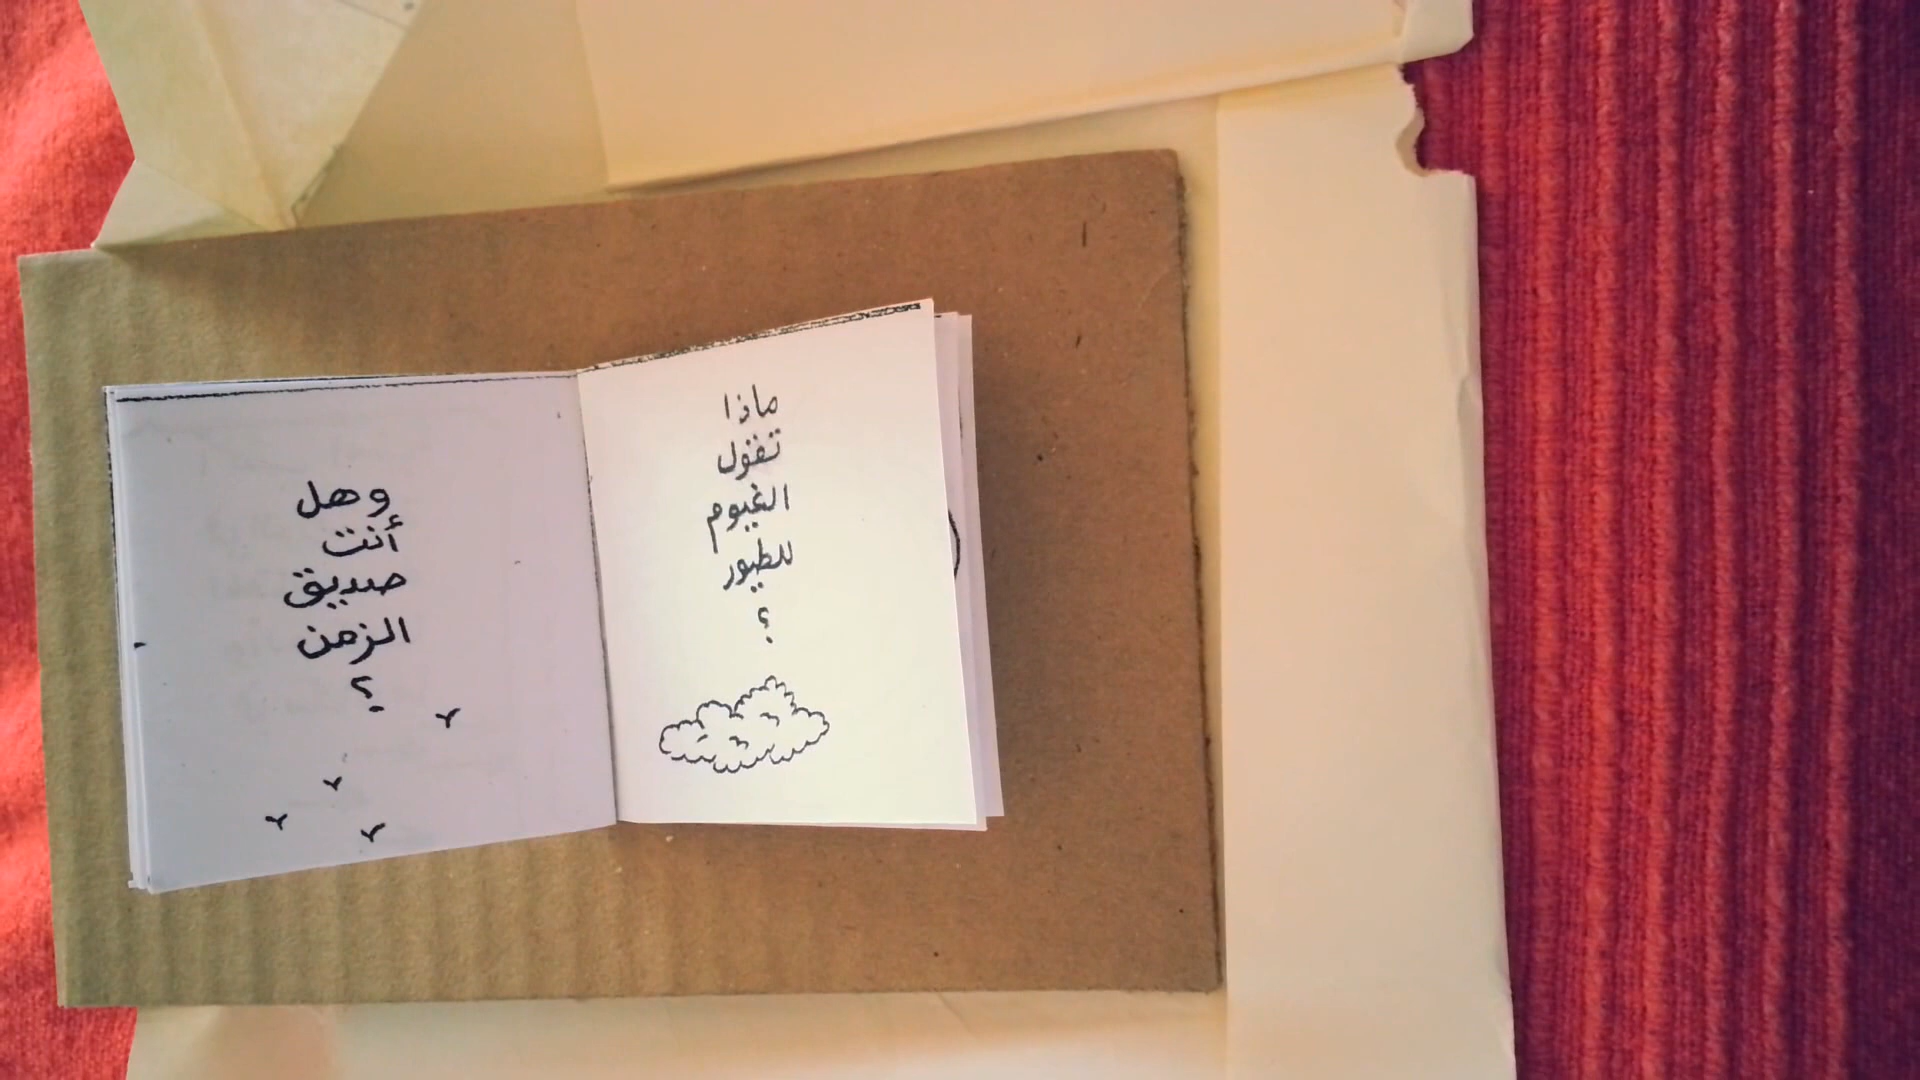 ماذا
تقول
الغيوم
للطيور
؟
وهل
أنت
صديق
الزمن
؟